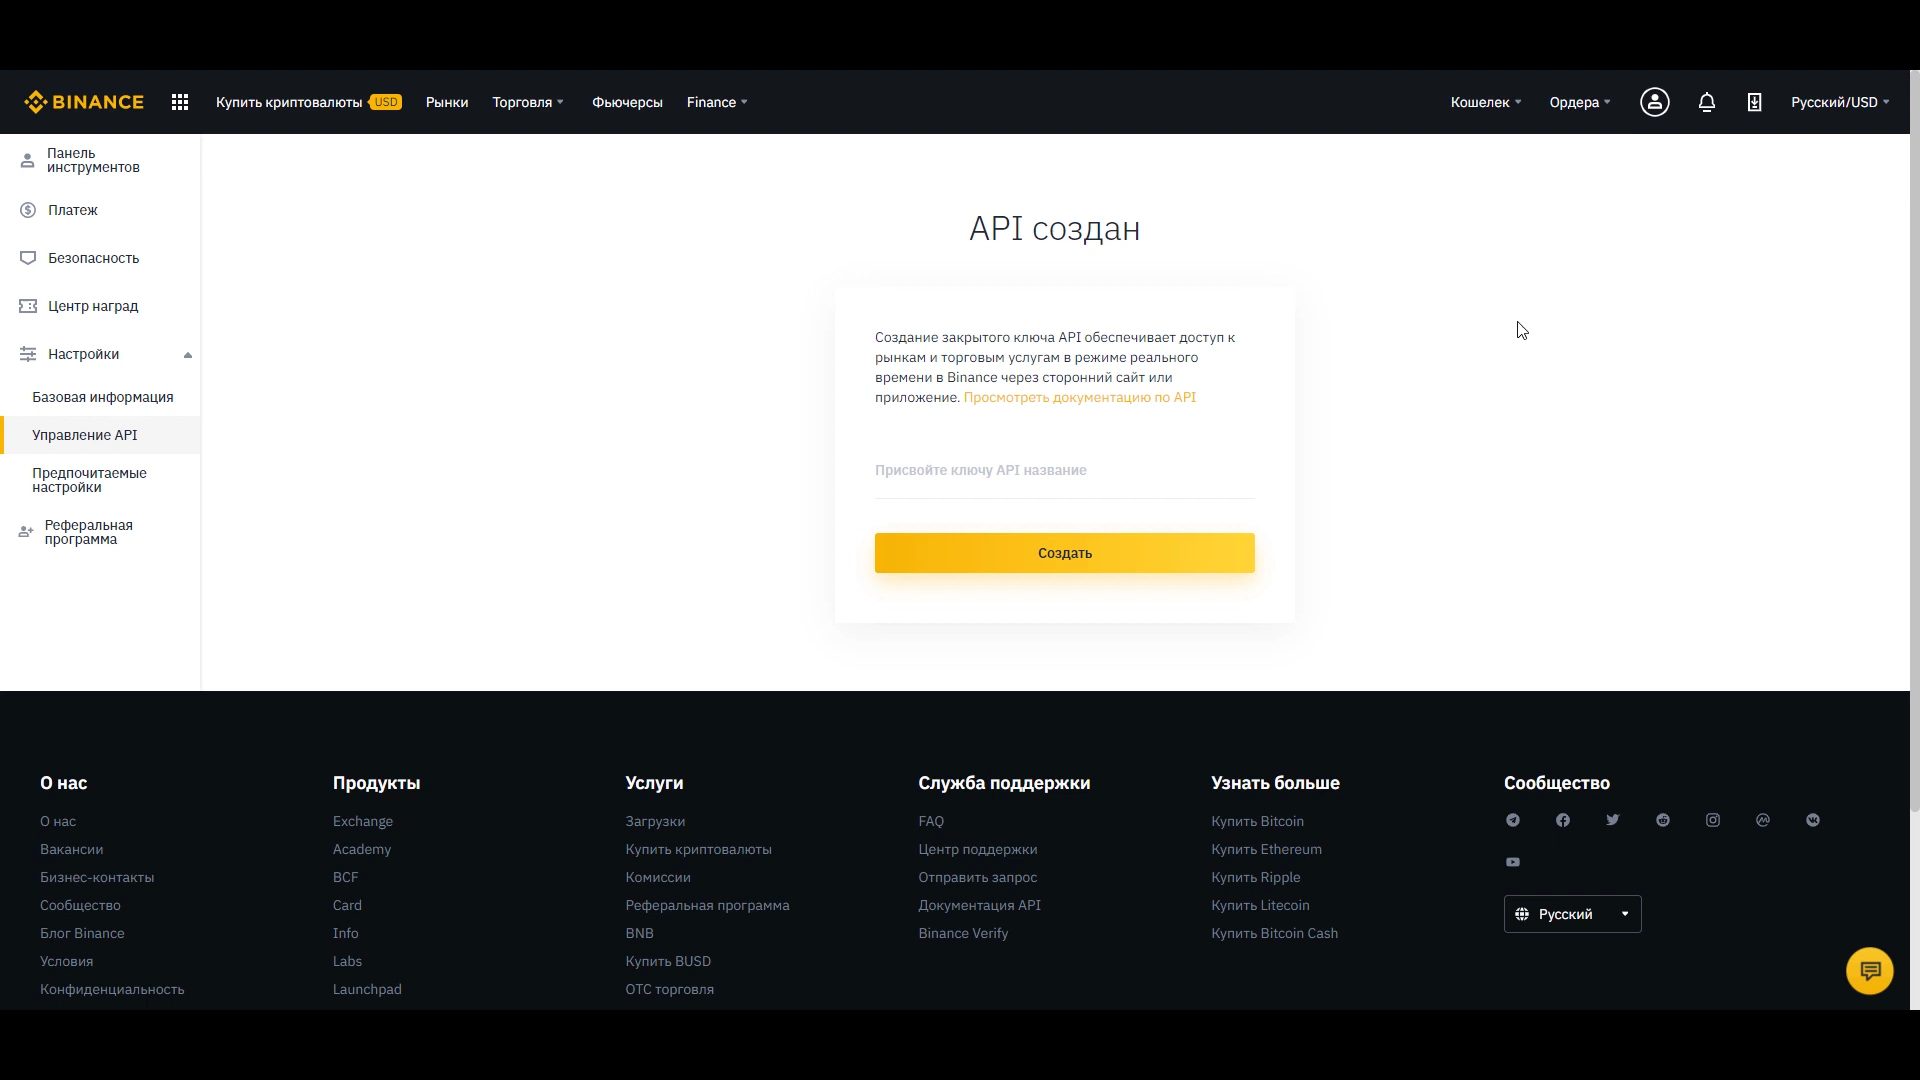 BINANCE
Купить криптовалюты USD
Рынки
Торговля
Фьючерсы
Finance
Кошелек
Ордера
Русский/USD
Панель
инструментов
Платеж
Безопасность
Центр наград
Настройки
Базовая информация
Управление API
Предпочитаемые
настройки
Реферальная
программа
API создан
Создание закрытого ключа API обеспечивает доступ к
рынкам и торговым услугам в режиме реального
времени в Binance через сторонний сайт или
приложение. Просмотреть документацию по API
Присвойте ключу API название
Создать
О нас
О нас
Вакансии
Бизнес-контакты
Сообщество
Блог Binance
Условия
Конфиденциальность
Продукты
Exchange
Academy
BCF
Card
Info
Labs
Launchpad
Услуги
Загрузки
Купить криптовалюты
Комиссии
Реферальная программа
BNB
Купить BUSD
OTC торговля
Служба поддержки
FAQ
Центр поддержки
Отправить запрос
Документация API
Binance Verify
Узнать больше
Купить Bitcoin
Купить Ethereum
Купить Ripple
Купить Litecoin
Купить Bitcoin Cash
Сообщество
Русский